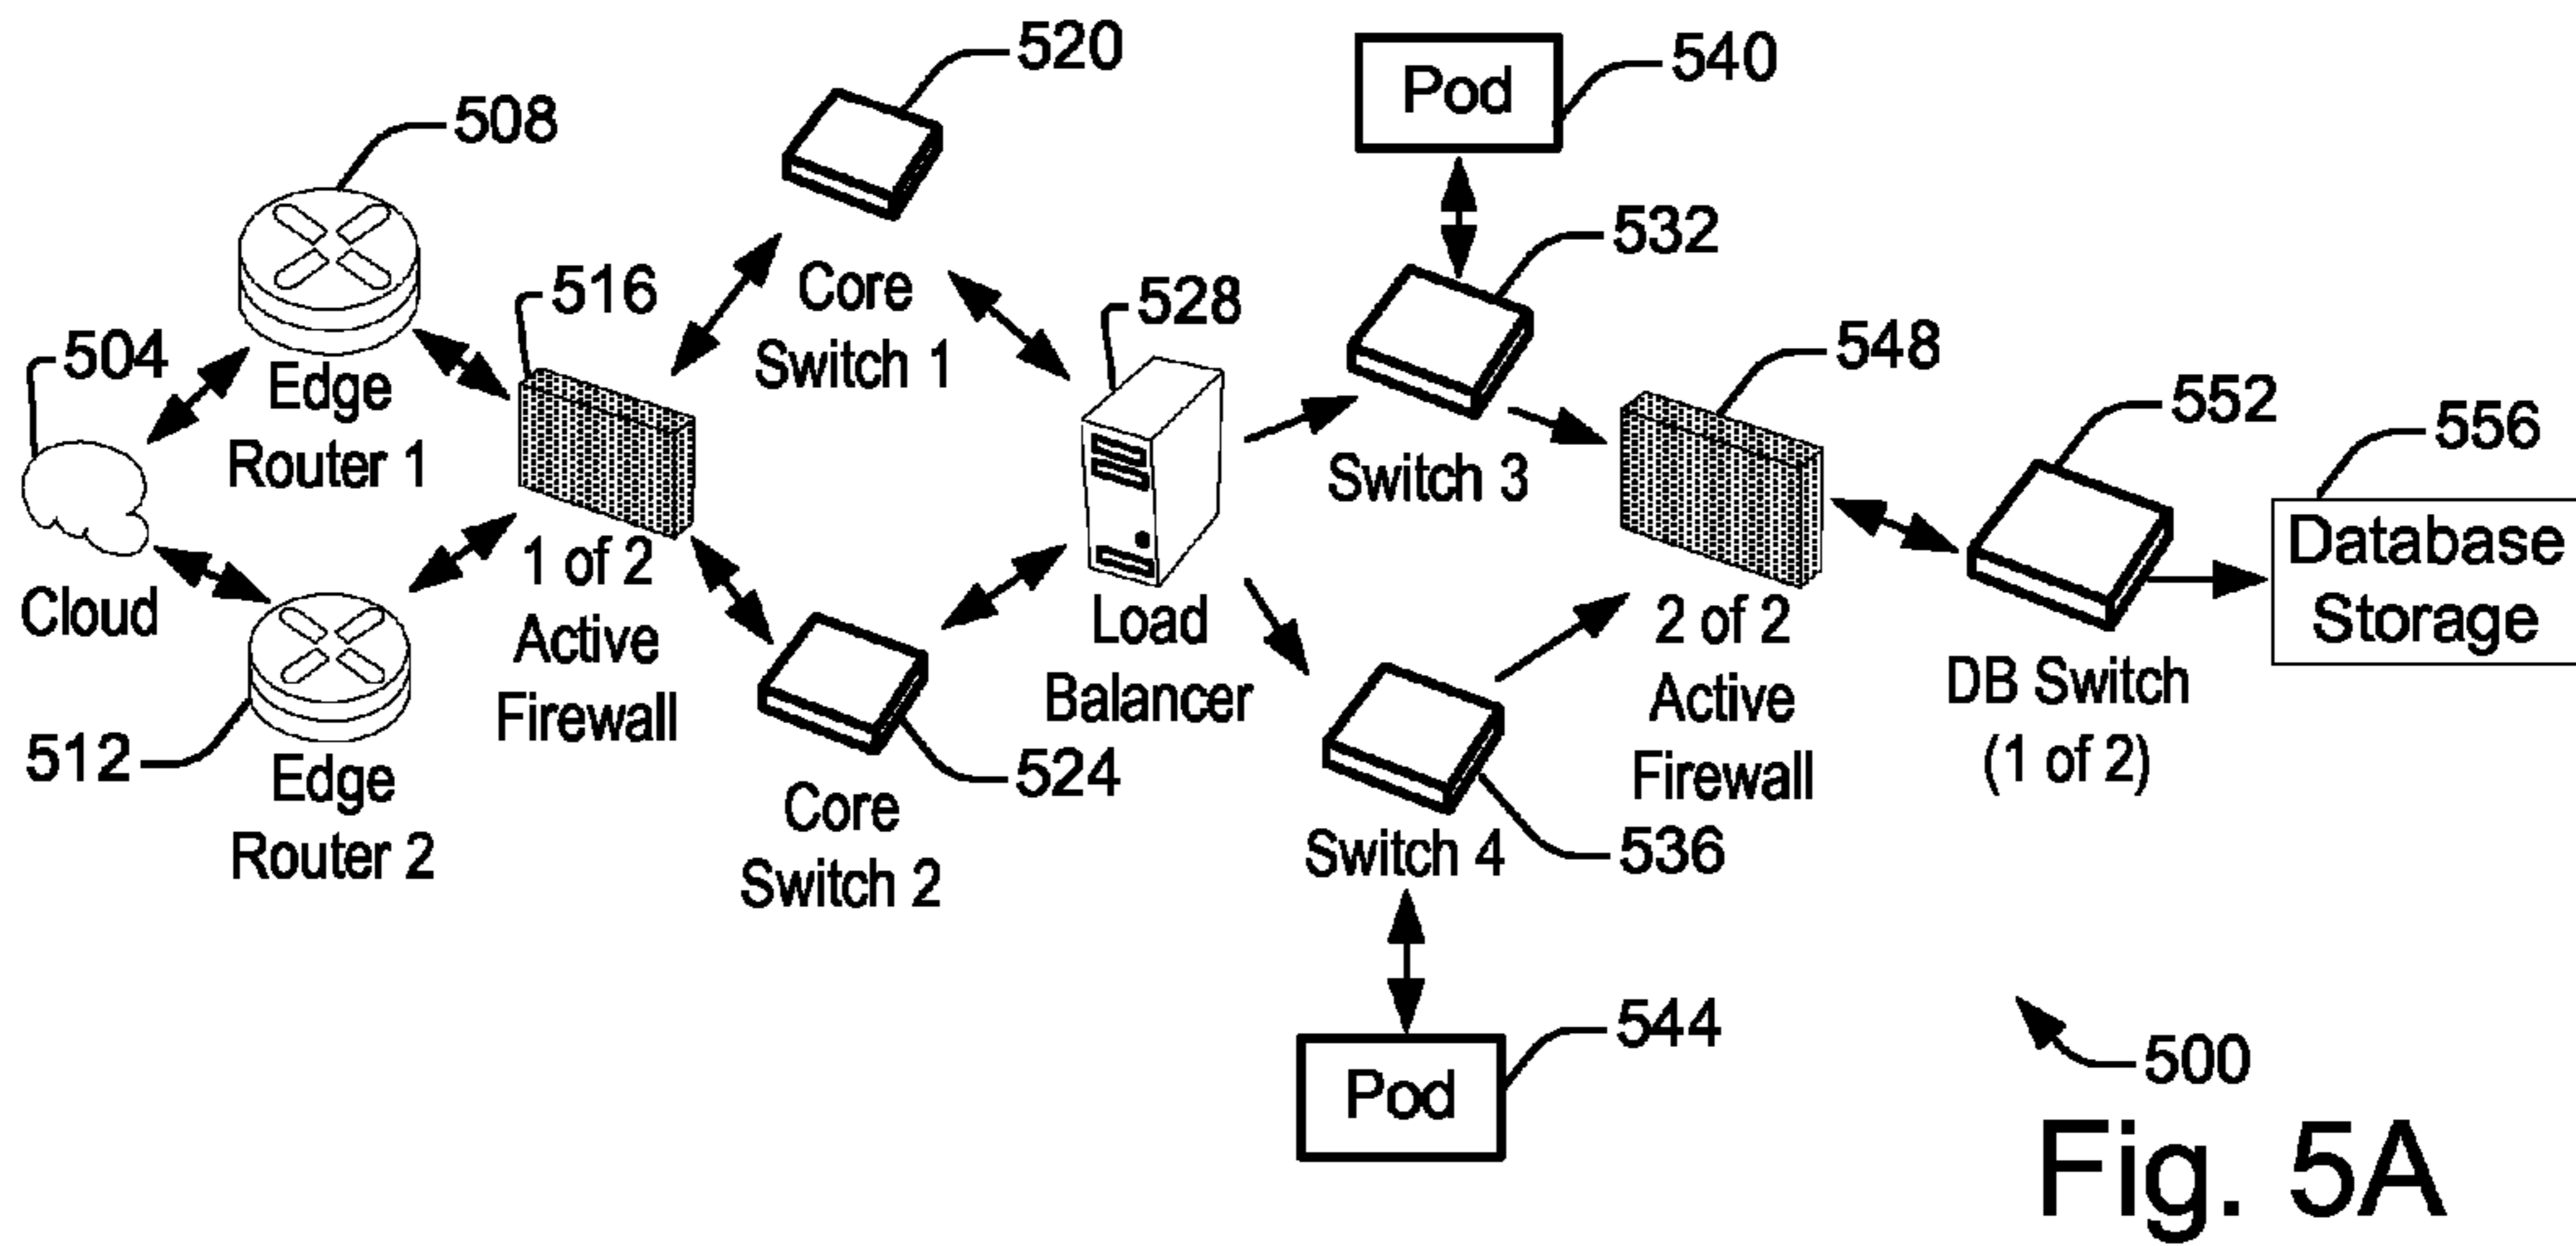 520
Pod
540
508
532
516
Core
Switch 1
528
548
504
Edge
Router 1
552
556
Switch 3
Database
Storage
Cloud
1 of 2
Active
Firewall
Load
Balancer
2 of 2
Active
Firewall
DB Switch
(1 of 2)
512
Edge
Router 2
524
Core
Switch 2
Switch 4
536
544
Pod
500
Fig. 5A